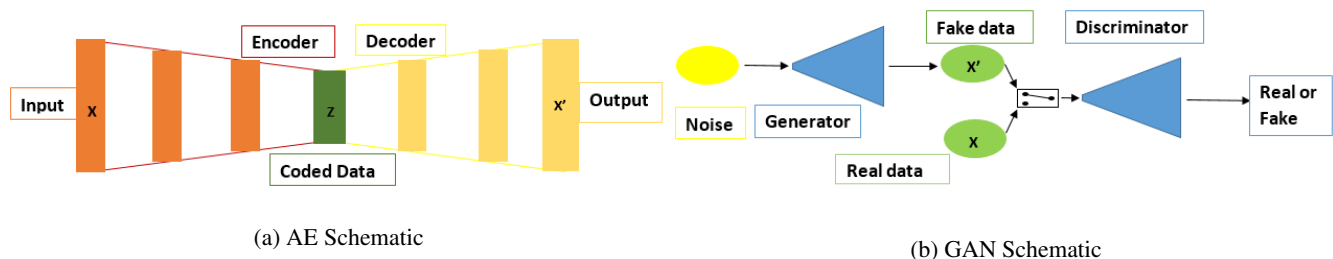 Encoder
Decoder
Input
X
Z
X'
Output
Coded Data
(a) AE Schematic
Fake data
Discriminator
X'
Noise
Generator
X
Real data
Real or
Fake
(b) GAN Schematic